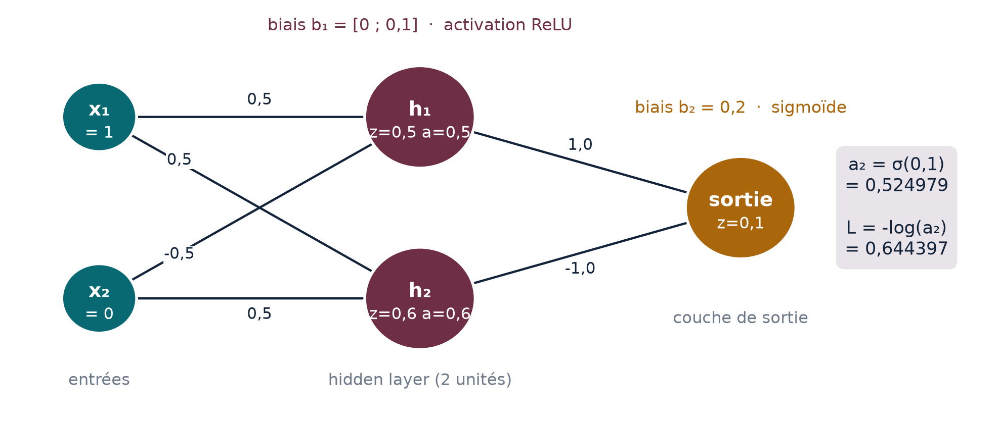 biais b₁ = [0 ; 0,1]  ·  activation ReLU
x₁
= 1
0,5
0,5
h₁
z=0,5 a=0,5
biais b₂ = 0,2  ·  sigmoïde
1,0
sortie
z=0,1
a₂ = σ(0,1)
= 0,524979
L = -log(a₂)
= 0,644397
-0,5
x₂
= 0
0,5
h₂
z=0,6 a=0,6
-1,0
couche de sortie
entrées
hidden layer (2 unités)